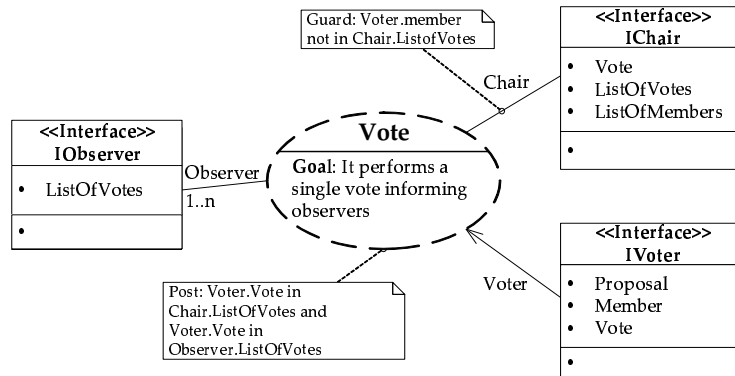 Guard: Voter.member
not in Chair.ListofVotes
<<Interface>>
IChair
• Vote
• ListOfVotes
• ListOfMembers
•
Chair
<<Interface>>
IObserver
• ListOfVotes
•
Observer
1..n
Vote
Goal: It performs a
single vote informing
observers
<<Interface>>
IVoter
• Proposal
• Member
• Vote
•
Voter
Post: Voter.Vote in
Chair.ListOfVotes and
Voter.Vote in
Observer.ListOfVotes